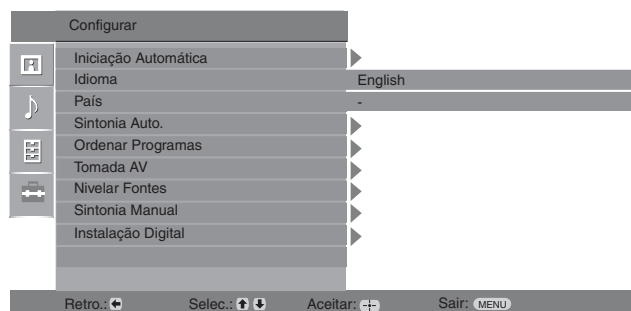 Configurar
Iniciação Automática
Idioma English
País -
Sintonia Auto.
Ordenar Programas
Tomada AV
Nivelar Fontes
Sintonia Manual
Instalação Digital
Retro.: Selec.: Aceitar: Sair: MENU